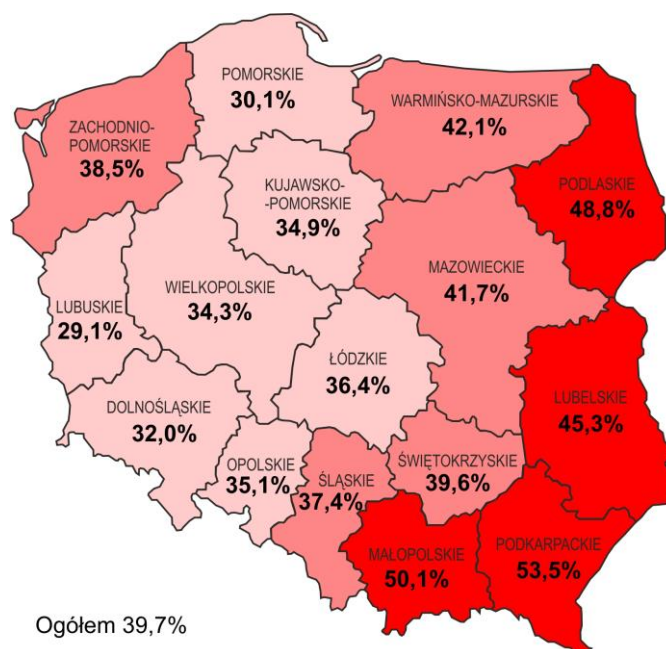 POMORSKIE
30,1%
WARMIŃSKO-MAZURSKIE
42,1%
ZACHODNIO-
POMORSKIE
38,5%
PODLASKIE
48,8%
KUJAWSKO-
-POMORSKIE
34,9%
MAZOWIECKIE
41,7%
WIELKOPOLSKIE
34,3%
LUBUSKIE
29,1%
ŁÓDZKIE
36,4%
DOLNOŚLĄSKIE
32,0%
LUBELSKIE
45,3%
OPOLSKIE
35,1%
ŚLĄSKIE
37,4%
ŚWIĘTOKRZYSKIE
39,6%
MAŁOPOLSKIE
50,1%
PODKARPACKIE
53,5%
Ogółem 39,7%